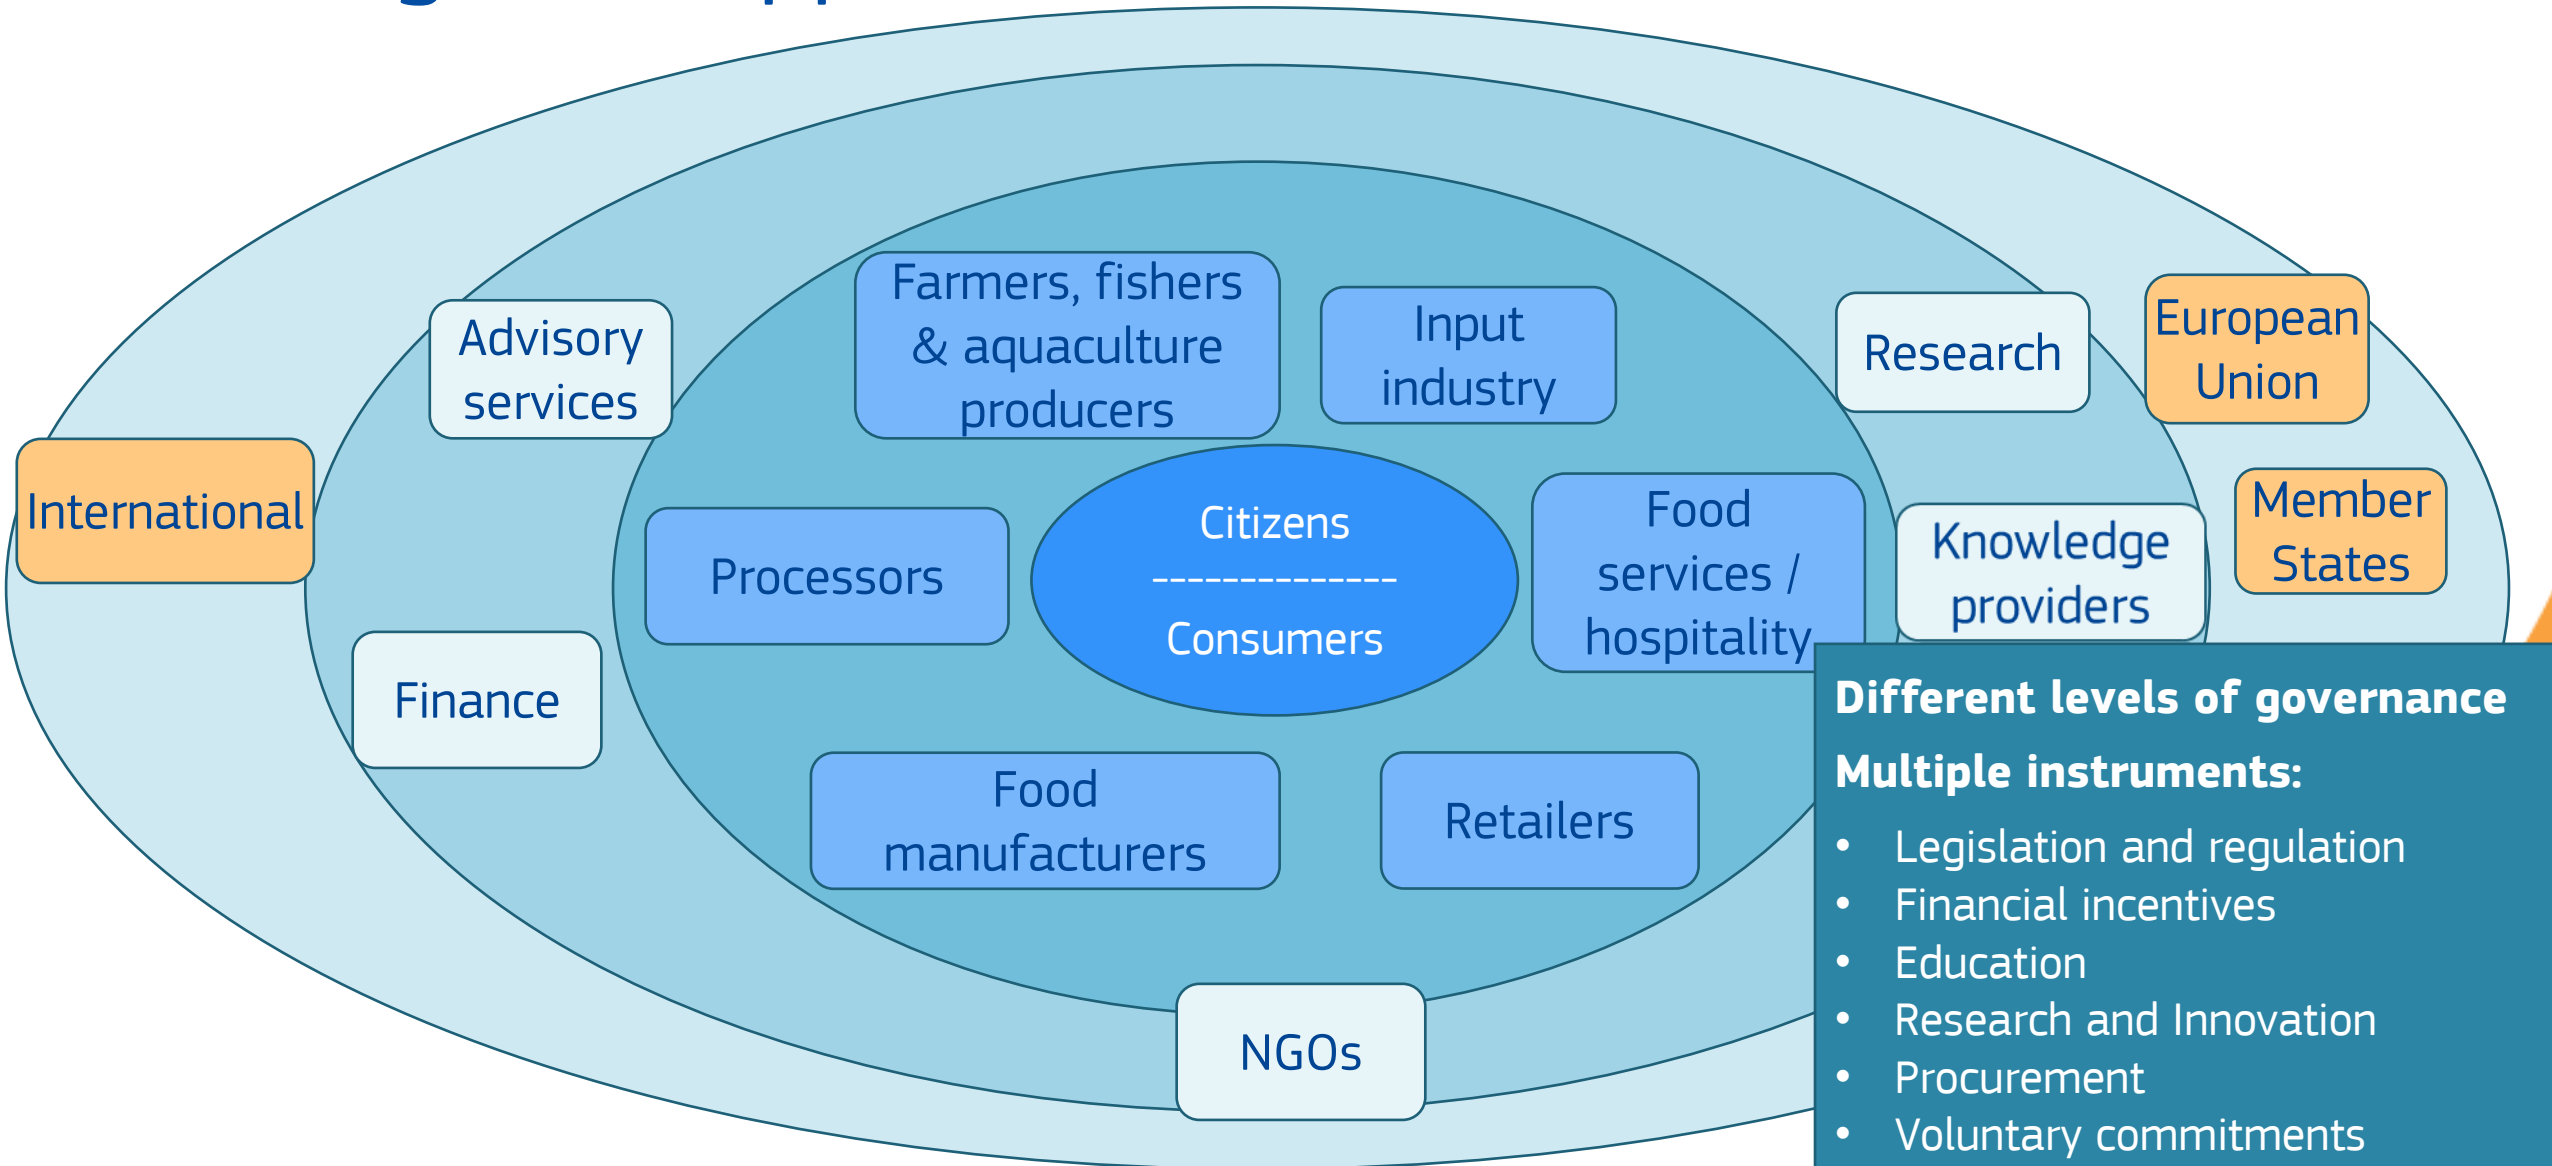 Farmers, fishers
& aquaculture
producers
Input
industry
Advisory
services
Research
European
Union
International
Member
States
Processors
Citizens
--------------
Consumers
Food
services /
hospitality
Knowledge
providers
Finance
Food
manufacturers
Retailers
NGOs
Different levels of governance
Multiple instruments:
• Legislation and regulation
• Financial incentives
• Education
• Research and Innovation
• Procurement
• Voluntary commitments